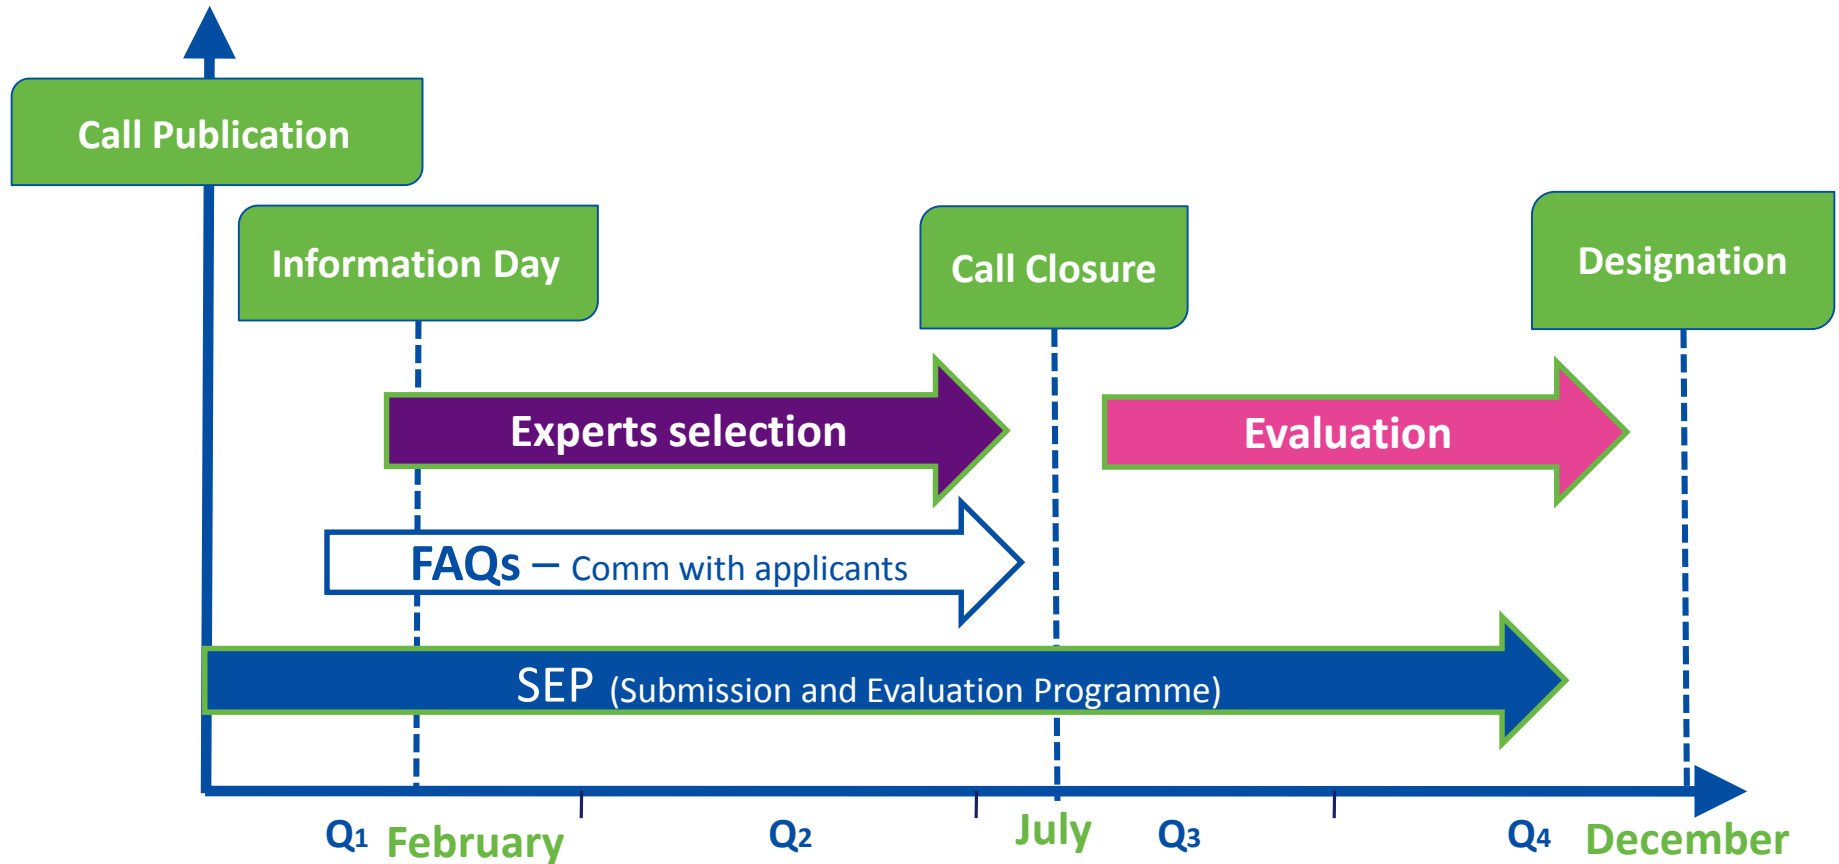 Call Publication
Information Day
Call Closure
Designation
Experts selection
Evaluation
FAQs – Comm with applicants
SEP (Submission and Evaluation Programme)
Q1 February Q2 July Q3 Q4 December